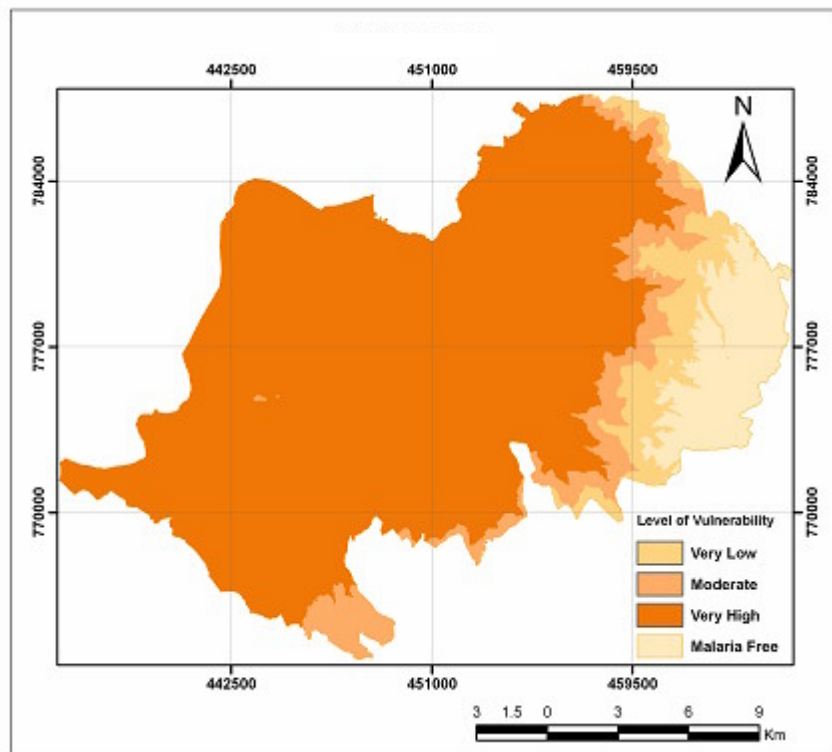 442500 451000 459500
N
784000 784000
777000 777000
770000 770000
Level of Vulnerability
Very Low
Moderate
Very High
Malaria Free
442500 451000 459500
3 1.5 0 3 6 9
Km